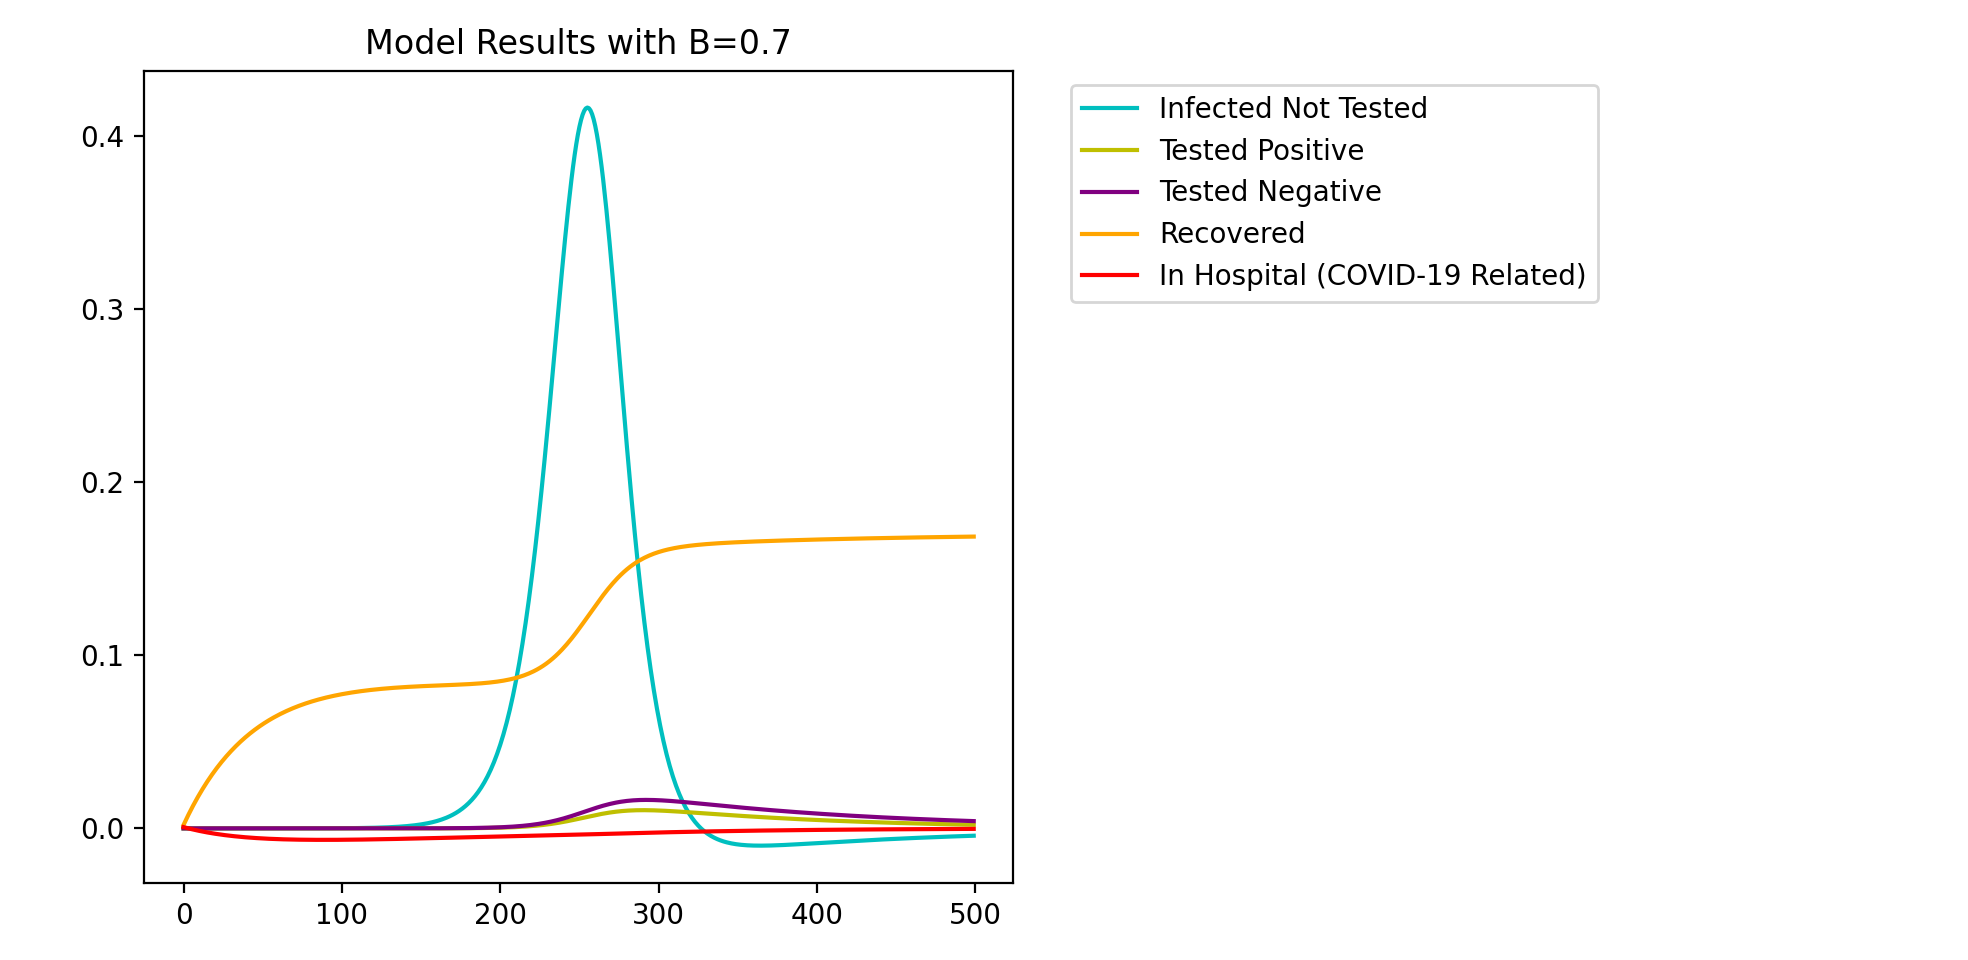 Model Results with B=0.7
Infected Not Tested
Tested Positive
Tested Negative
Recovered
In Hospital (COVID-19 Related)
0.4
0.3
0.2
0.1
0.0
0 100 200 300 400 500